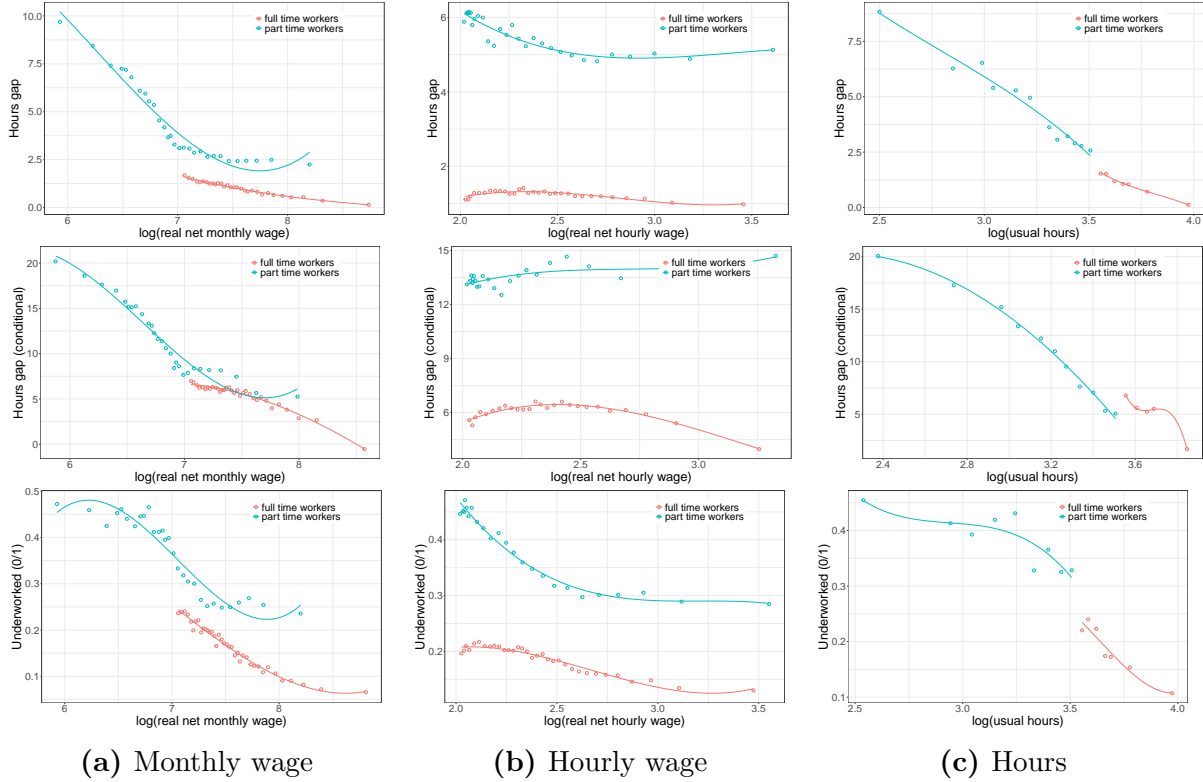 10.0
7.5
5.0
2.5
0.0
Hours gap
full time workers
part time workers
6
7
8
log(real net monthly wage)
6
4
2
Hours gap
full time workers
part time workers
2.0
2.5
3.0
3.5
log(real net hourly wage)
7.5
5.0
2.5
0.0
Hours gap
full time workers
part time workers
2.5
3.0
3.5
4.0
log(usual hours)
20
15
10
5
0
Hours gap (conditional)
full time workers
part time workers
6
7
8
log(real net monthly wage)
15
12
9
6
Hours gap (conditional)
full time workers
part time workers
2.0
2.5
3.0
log(real net hourly wage)
20
15
10
5
Hours gap (conditional)
full time workers
part time workers
2.4
2.8
3.2
3.6
log(usual hours)
0.5
0.4
0.3
0.2
0.1
Underworked (0/1)
full time workers
part time workers
6
7
8
log(real net monthly wage)
0.4
0.2
Underworked (0/1)
full time workers
part time workers
2.0
2.5
3.0
3.5
log(real net hourly wage)
0.4
0.3
0.2
0.1
Underworked (0/1)
full time workers
part time workers
2.5
3.0
3.5
4.0
log(usual hours)
(a) Monthly wage
(b) Hourly wage
(c) Hours